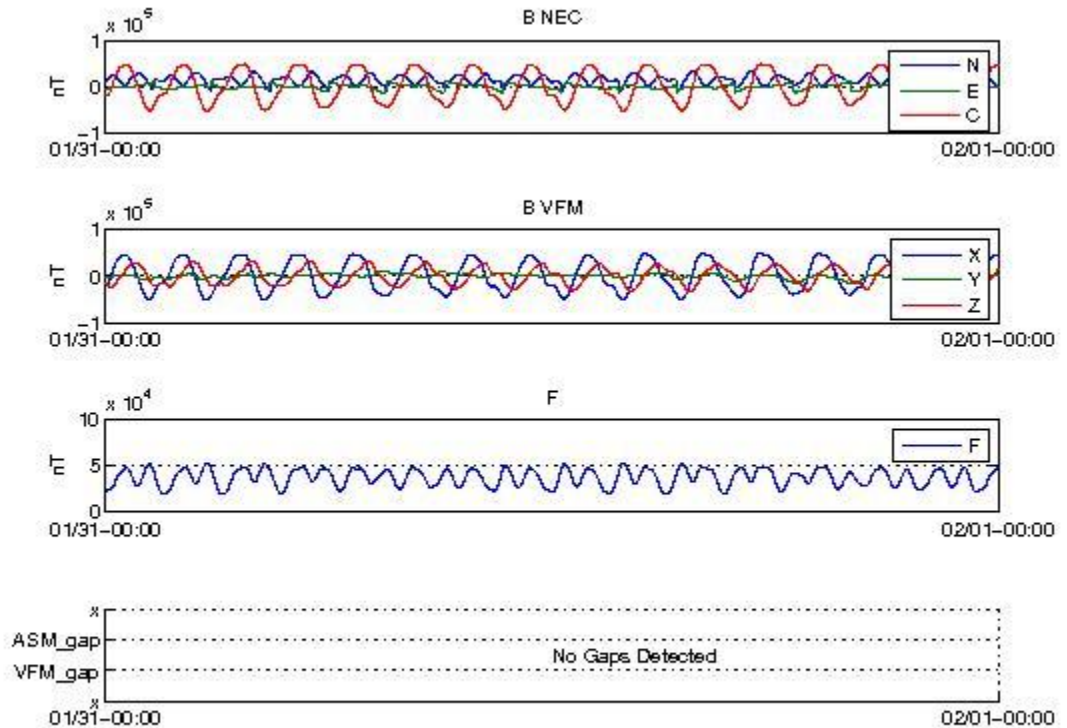 B NEC
x 10^5
1
0
-1
nT
N
E
C
01/31-00:00 02/01-00:00
B VFM
x 10^5
1
0
-1
nT
X
Y
Z
01/31-00:00 02/01-00:00
F
x 10^4
10
5
0
nT
F
01/31-00:00 02/01-00:00
x
ASM_gap
VFM_gap
x
No Gaps Detected
01/31-00:00 02/01-00:00